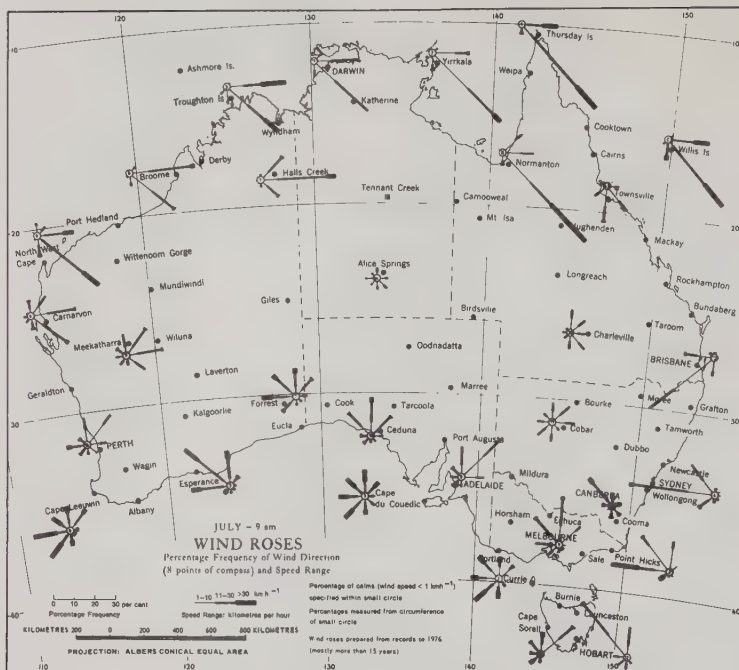 110 120 130 140 150
10
Thursday Is
Ashmore Is.
DARWIN
Yirrkala
Weipa
Troughton Is
Katherine
Wyndham
Cooktown
Derby
Cairns
Willis Is
Broome
Halls Creek
Normanton
Tennant Creek
Camooweal
Townsville
Port Hedland
Mt Isa
Hughenden
20
20
North West
Cape
Mackay
Wittenoom Gorge
Alice Springs
Longreach
Rockhampton
Mundiwindi
Giles
Bundaberg
Carnarvon
Birdsville
Taroom
Meekatharra
Wiluna
Charleville
Oodnadatta
BRISBANE
Laverton
Marree
Geraldton
Moree
Forrest
Cook
Tarcoola
Bourke
Grafton
Kalgoorlie
30
Eucla
Ceduna
Cobar
Tamworth
30
PERTH
Port Augusta
Dubbo
Wagin
Newcastle
Esperance
Mildura
SYDNEY
ADELAIDE
CANBERRA
Wollongong
Cape Leeuwin
Albany
Cape
du Couedic
Horsham
Echuca
Cooma
MELBOURNE
Portland
Sale
Point Hicks
Currie
Burnie
Launceston
Cape
Sorell
HOBART
40
40
JULY - 9 am
WIND ROSES
Percentage Frequency of Wind Direction
(8 points of compass) and Speed Range
0 10 20 30 per cent
Percentage Frequency
1-10 11-30 >30 km h⁻¹
Speed Range: Kilometres per hour
KILOMETRES 200 0 200 400 600 800 KILOMETRES
PROJECTION: ALBERS CONICAL EQUAL AREA
Percentage of calms (wind speed < 1 kmh⁻¹)
specified within small circle
Percentages measured from circumference
of small circle
Wind roses prepared from records to 1976
(mostly more than 15 years)
110 120 130 140 150